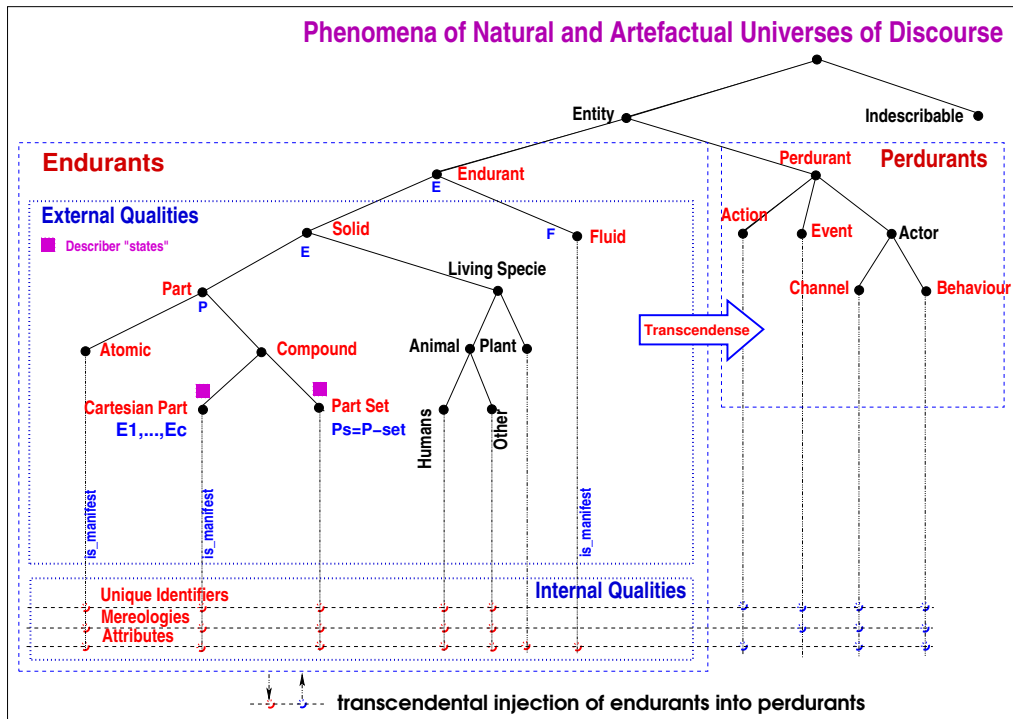 Phenomena of Natural and Artefactual Universes of Discourse
Entity
Indescribable
Endurants
Perdurant
Perdurants
Endurant
E
External Qualities
Describer "states"
Solid
E
F
Fluid
Action
Event
Actor
Living Specie
Part
P
Channel
Behaviour
Transcendense
Atomic
Compound
Animal
Plant
Cartesian Part
E1,...,Ec
Part Set
Ps=P-set
Humans
Other
is_manifest
is_manifest
is_manifest
Internal Qualities
Unique Identifiers
Mereologies
Attributes
transcendental injection of endurants into perdurants